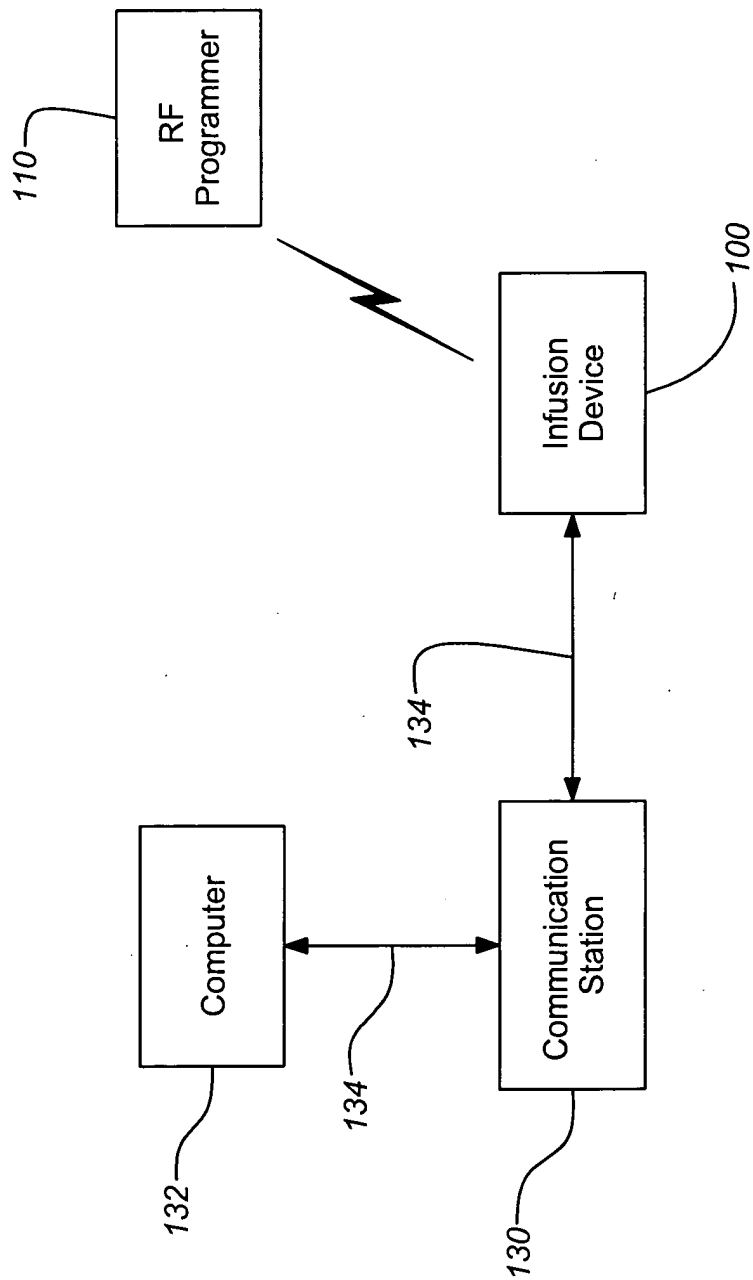 132
Computer
134
130
Communication
Station
134
110
RF
Programmer
Infusion
Device
100